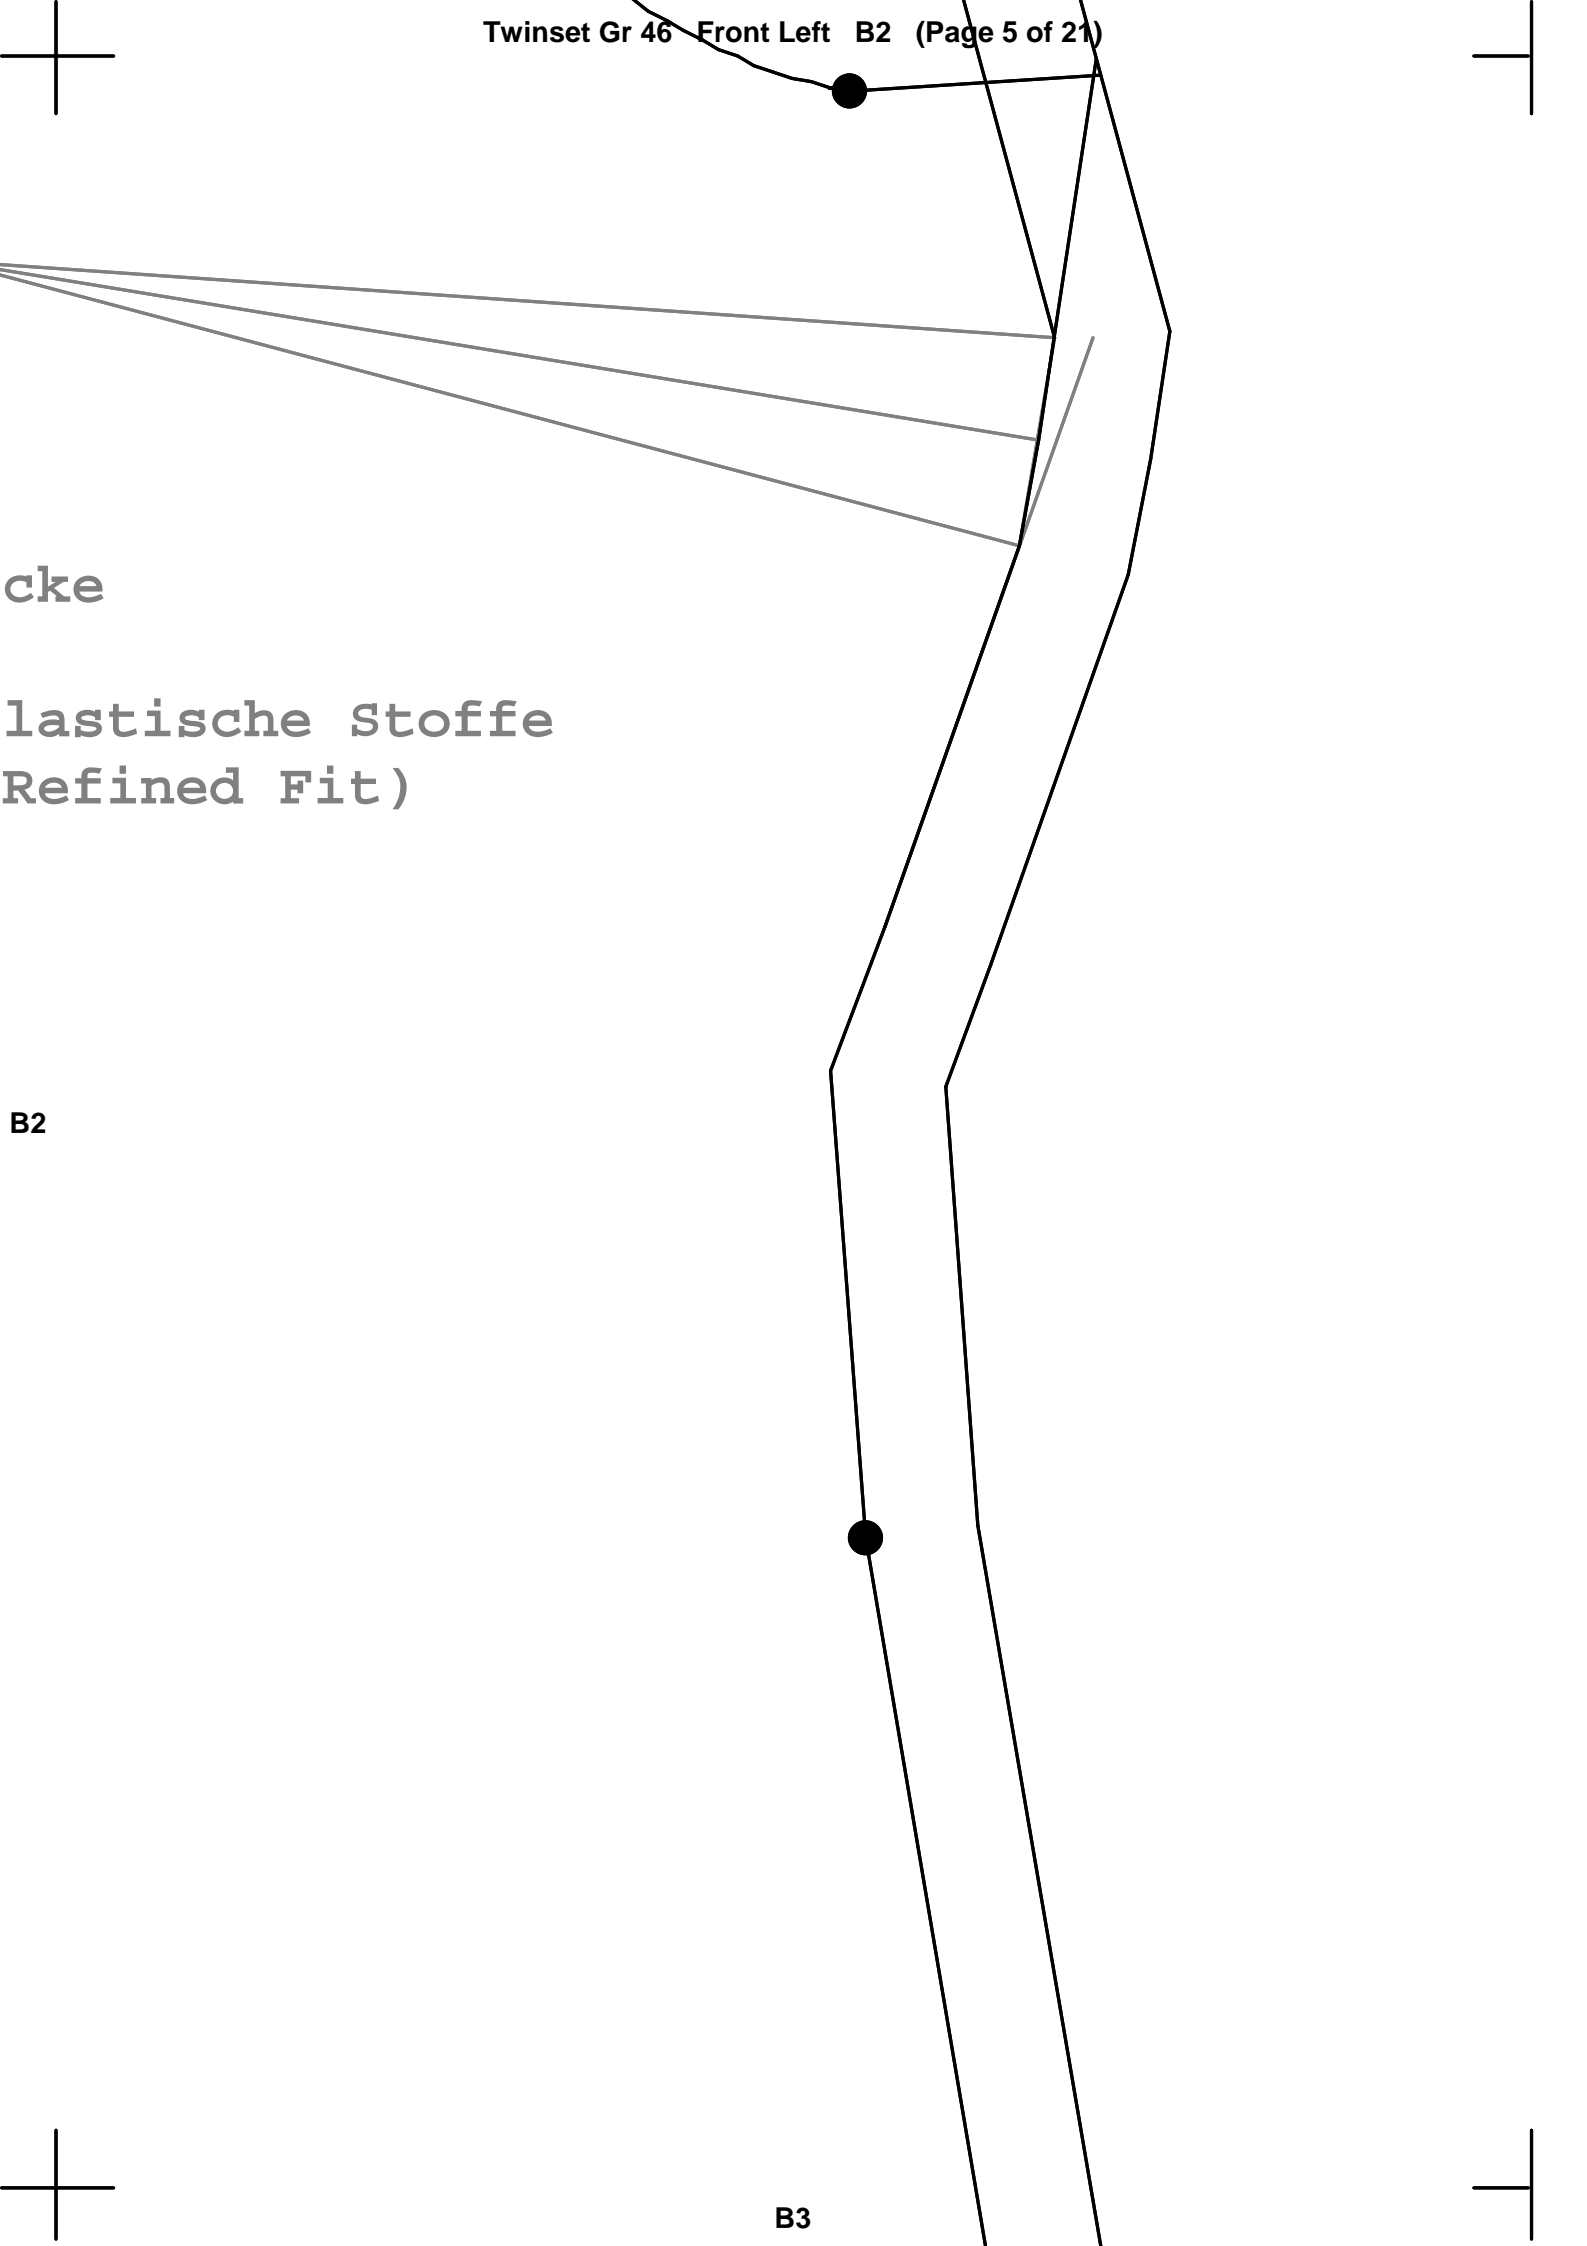 Twinset Gr 46 Front Left B2 (Page 5 of 21)
cke
lastische Stoffe
Refined Fit)
B2
B3